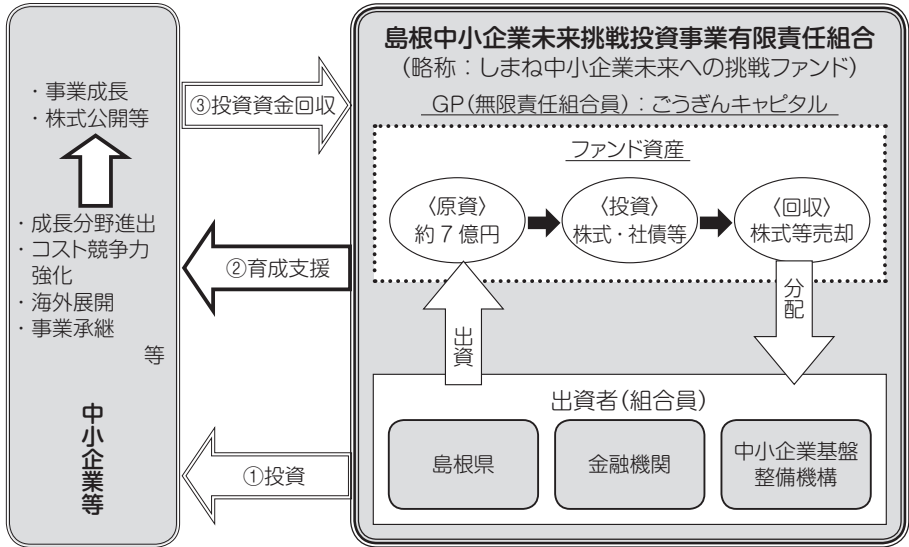 ・事業成長
・株式公開等
・成長分野進出
・コスト競争力
強化
・海外展開
・事業承継
等
中小企業等
③投資資金回収
②育成支援
①投資
島根中小企業未来挑戦投資事業有限責任組合
（略称：しまね中小企業未来への挑戦ファンド）
GP（無限責任組合員）：ごうぎんキャピタル
ファンド資産
〈原資〉
約７億円
〈投資〉
株式・社債等
〈回収〉
株式等売却
出資
分配
出資者（組合員）
島根県
金融機関
中小企業基盤
整備機構